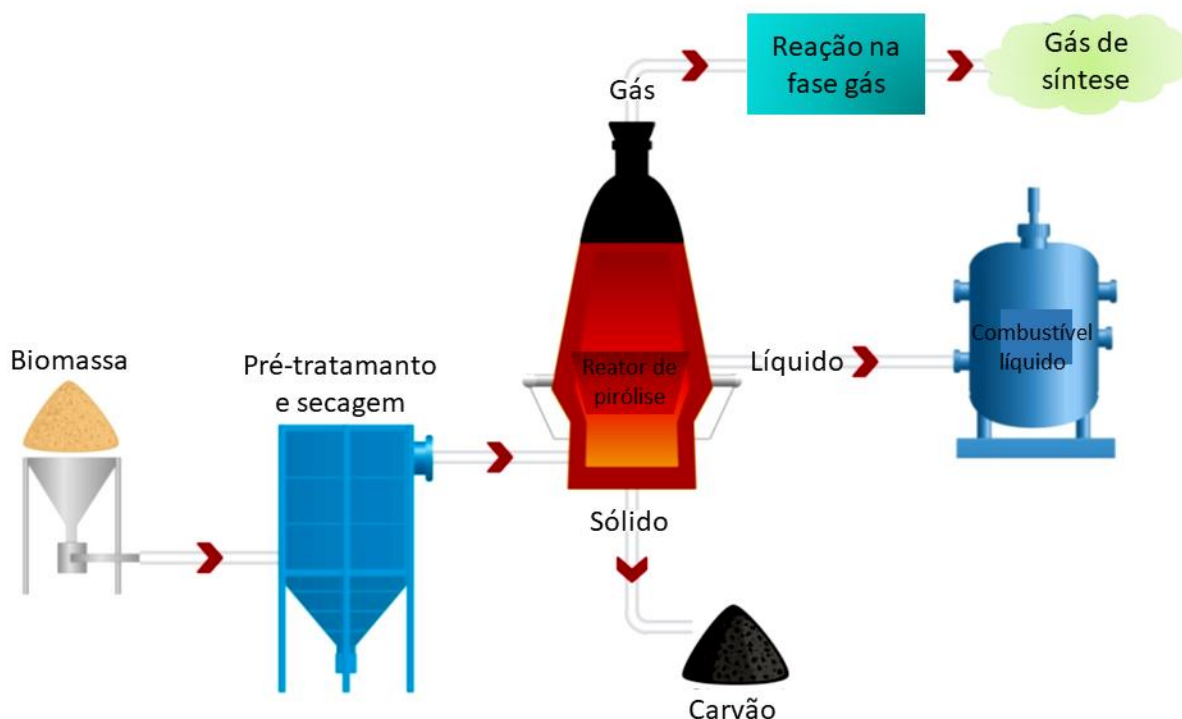 Biomassa
Pré-tratamanto
e secagem
Gás
Reação na
fase gás
Gás de
síntese
Reator de
pirólise
Líquido
Combustível
líquido
Sólido
Carvão